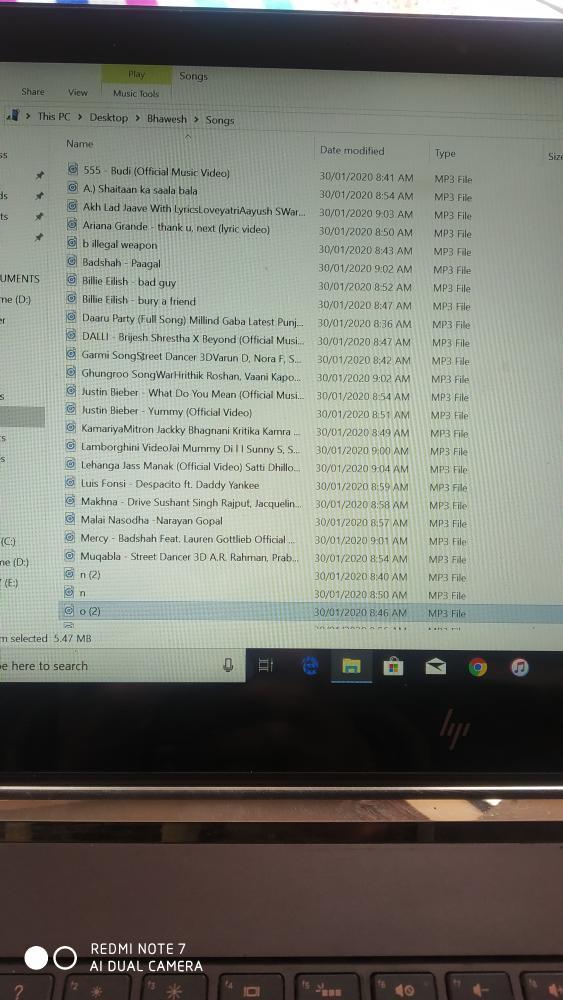 Play Songs
Share View Music Tools
> This PC > Desktop > Bhawesh > Songs
Name Date modified Type Size
555 - Budi (Official Music Video) 30/01/2020 8:41 AM MP3 File
A.) Shaitaan ka saala bala 30/01/2020 8:54 AM MP3 File
Akh Lad Jaave With LyricsLoveyatriAayush SWar... 30/01/2020 9:03 AM MP3 File
Ariana Grande - thank u, next (lyric video) 30/01/2020 8:50 AM MP3 File
b illegal weapon 30/01/2020 8:43 AM MP3 File
Badshah - Paagal 30/01/2020 9:02 AM MP3 File
Billie Eilish - bad guy 30/01/2020 8:52 AM MP3 File
Billie Eilish - bury a friend 30/01/2020 8:47 AM MP3 File
Daaru Party (Full Song) Millind Gaba Latest Punj... 30/01/2020 8:36 AM MP3 File
DALLI - Brijesh Shrestha X Beyond (Official Musi... 30/01/2020 8:47 AM MP3 File
Garmi SongStreet Dancer 3DVarun D, Nora F, S... 30/01/2020 8:42 AM MP3 File
Ghungroo SongWarHrithik Roshan, Vaani Kapo... 30/01/2020 9:02 AM MP3 File
Justin Bieber - What Do You Mean (Official Musi... 30/01/2020 8:54 AM MP3 File
Justin Bieber - Yummy (Official Video) 30/01/2020 8:51 AM MP3 File
KamariyaMitron Jackky Bhagnani Kritika Kamra ... 30/01/2020 8:49 AM MP3 File
Lamborghini VideoJai Mummy Di l l Sunny S, S... 30/01/2020 9:00 AM MP3 File
Lehanga Jass Manak (Official Video) Satti Dhillo... 30/01/2020 9:04 AM MP3 File
Luis Fonsi - Despacito ft. Daddy Yankee 30/01/2020 8:59 AM MP3 File
Makhna - Drive Sushant Singh Rajput, Jacquelin... 30/01/2020 8:58 AM MP3 File
Malai Nasodha -Narayan Gopal 30/01/2020 8:57 AM MP3 File
Mercy - Badshah Feat. Lauren Gottlieb Official ... 30/01/2020 9:01 AM MP3 File
Muqabla - Street Dancer 3D A.R. Rahman, Prab... 30/01/2020 8:54 AM MP3 File
n (2) 30/01/2020 8:40 AM MP3 File
n 30/01/2020 8:50 AM MP3 File
o (2) 30/01/2020 8:46 AM MP3 File
ss
ds
ts
UMENTS
me (D:)
er
s
ts
s
(C:)
me (D:)
(E:)
m selected 5.47 MB
e here to search
hp
REDMI NOTE 7
AI DUAL CAMERA
?
f2
f3
f4
f5
f6
f7
f8